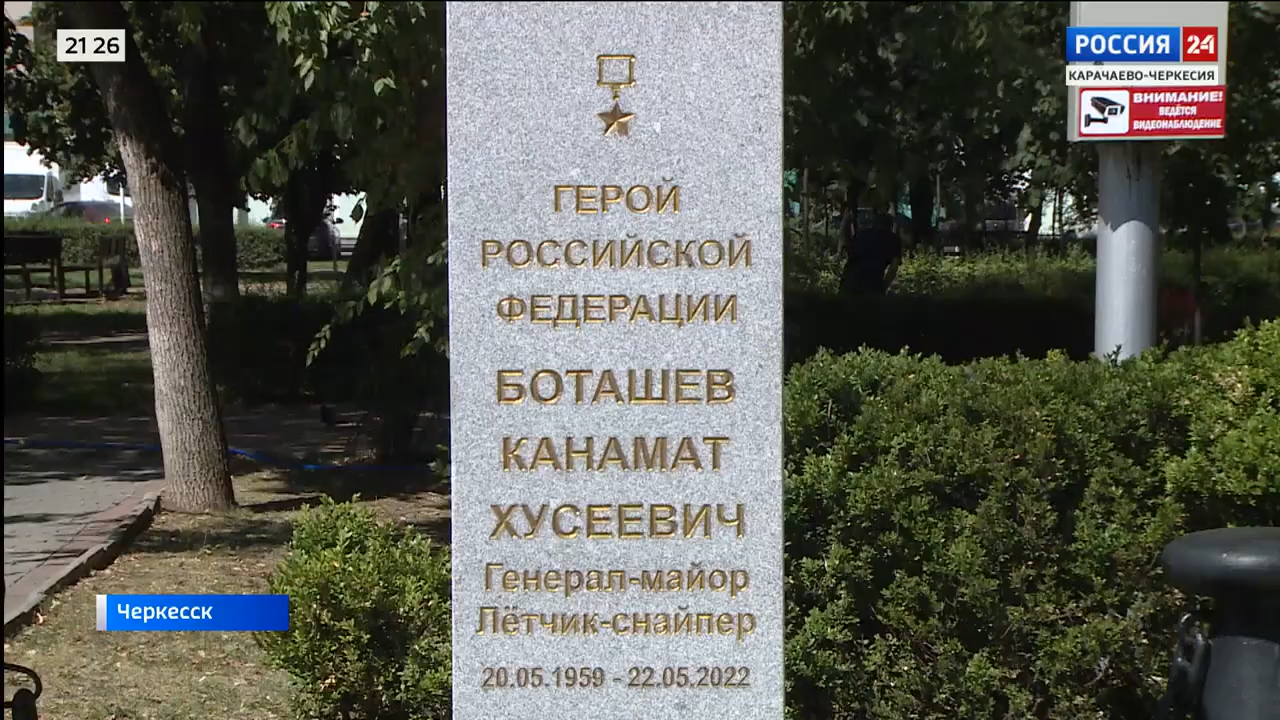 21 26
РОССИЯ 24
КАРАЧАЕВО-ЧЕРКЕСИЯ
ВНИМАНИЕ!
ВЕДЁТСЯ
ВИДЕОНАБЛЮДЕНИЕ
ГЕРОЙ
РОССИЙСКОЙ
ФЕДЕРАЦИИ
БОТАШЕВ
КАНАМАТ
ХУСЕЕВИЧ
Генерал-майор
Лётчик-снайпер
20.05.1959 - 22.05.2022
Черкесск